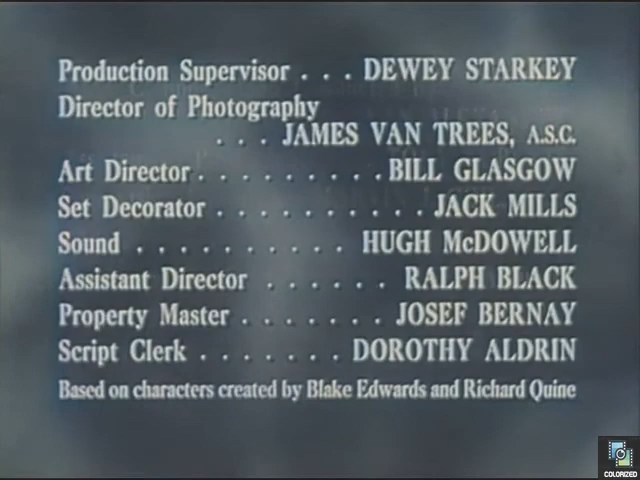 Production Supervisor . . . DEWEY STARKEY
Director of Photography
. . . JAMES VAN TREES, A.S.C.
Art Director . . . . . . . . . BILL GLASGOW
Set Decorator . . . . . . . . . . . JACK MILLS
Sound . . . . . . . . . . HUGH McDOWELL
Assistant Director . . . . . . RALPH BLACK
Property Master . . . . . . . JOSEF BERNAY
Script Clerk . . . . . . . DOROTHY ALDRIN
Based on characters created by Blake Edwards and Richard Quine
COLORIZED